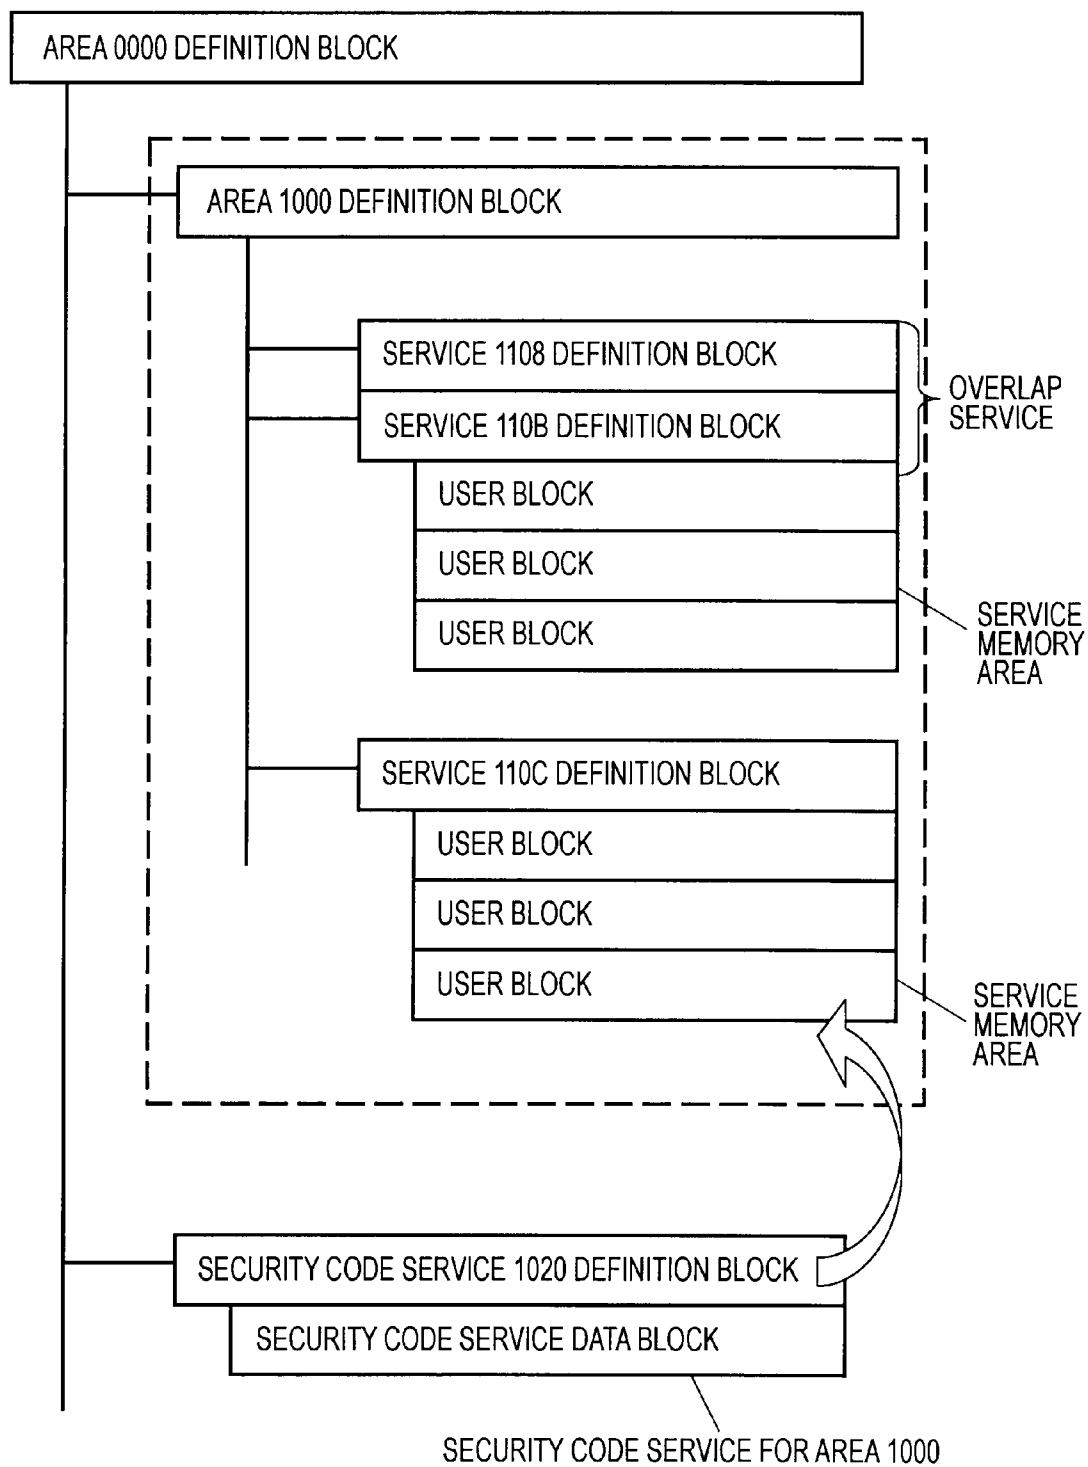 AREA 0000 DEFINITION BLOCK
AREA 1000 DEFINITION BLOCK
SERVICE 1108 DEFINITION BLOCK
SERVICE 110B DEFINITION BLOCK
OVERLAP
SERVICE
USER BLOCK
USER BLOCK
USER BLOCK
SERVICE
MEMORY
AREA
SERVICE 110C DEFINITION BLOCK
USER BLOCK
USER BLOCK
USER BLOCK
SERVICE
MEMORY
AREA
SECURITY CODE SERVICE 1020 DEFINITION BLOCK
SECURITY CODE SERVICE DATA BLOCK
SECURITY CODE SERVICE FOR AREA 1000